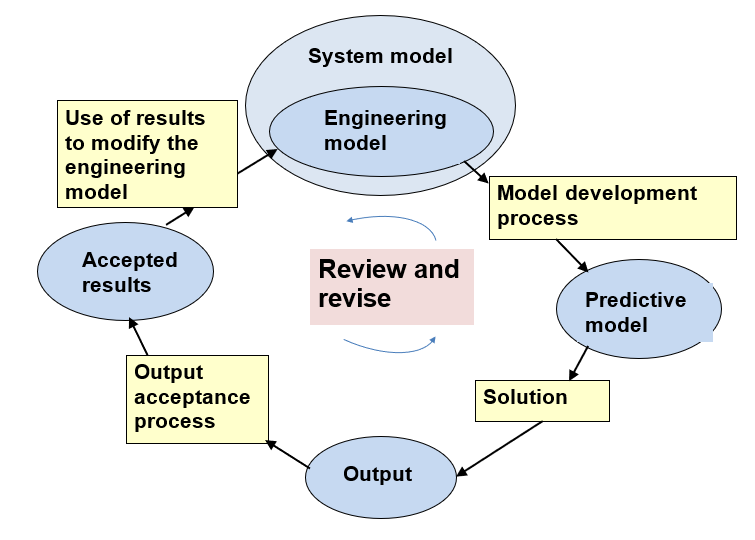 System model
Engineering
model
Use of results
to modify the
engineering
model
Model development
process
Accepted
results
Review and
revise
Predictive
model
Output
acceptance
process
Solution
Output